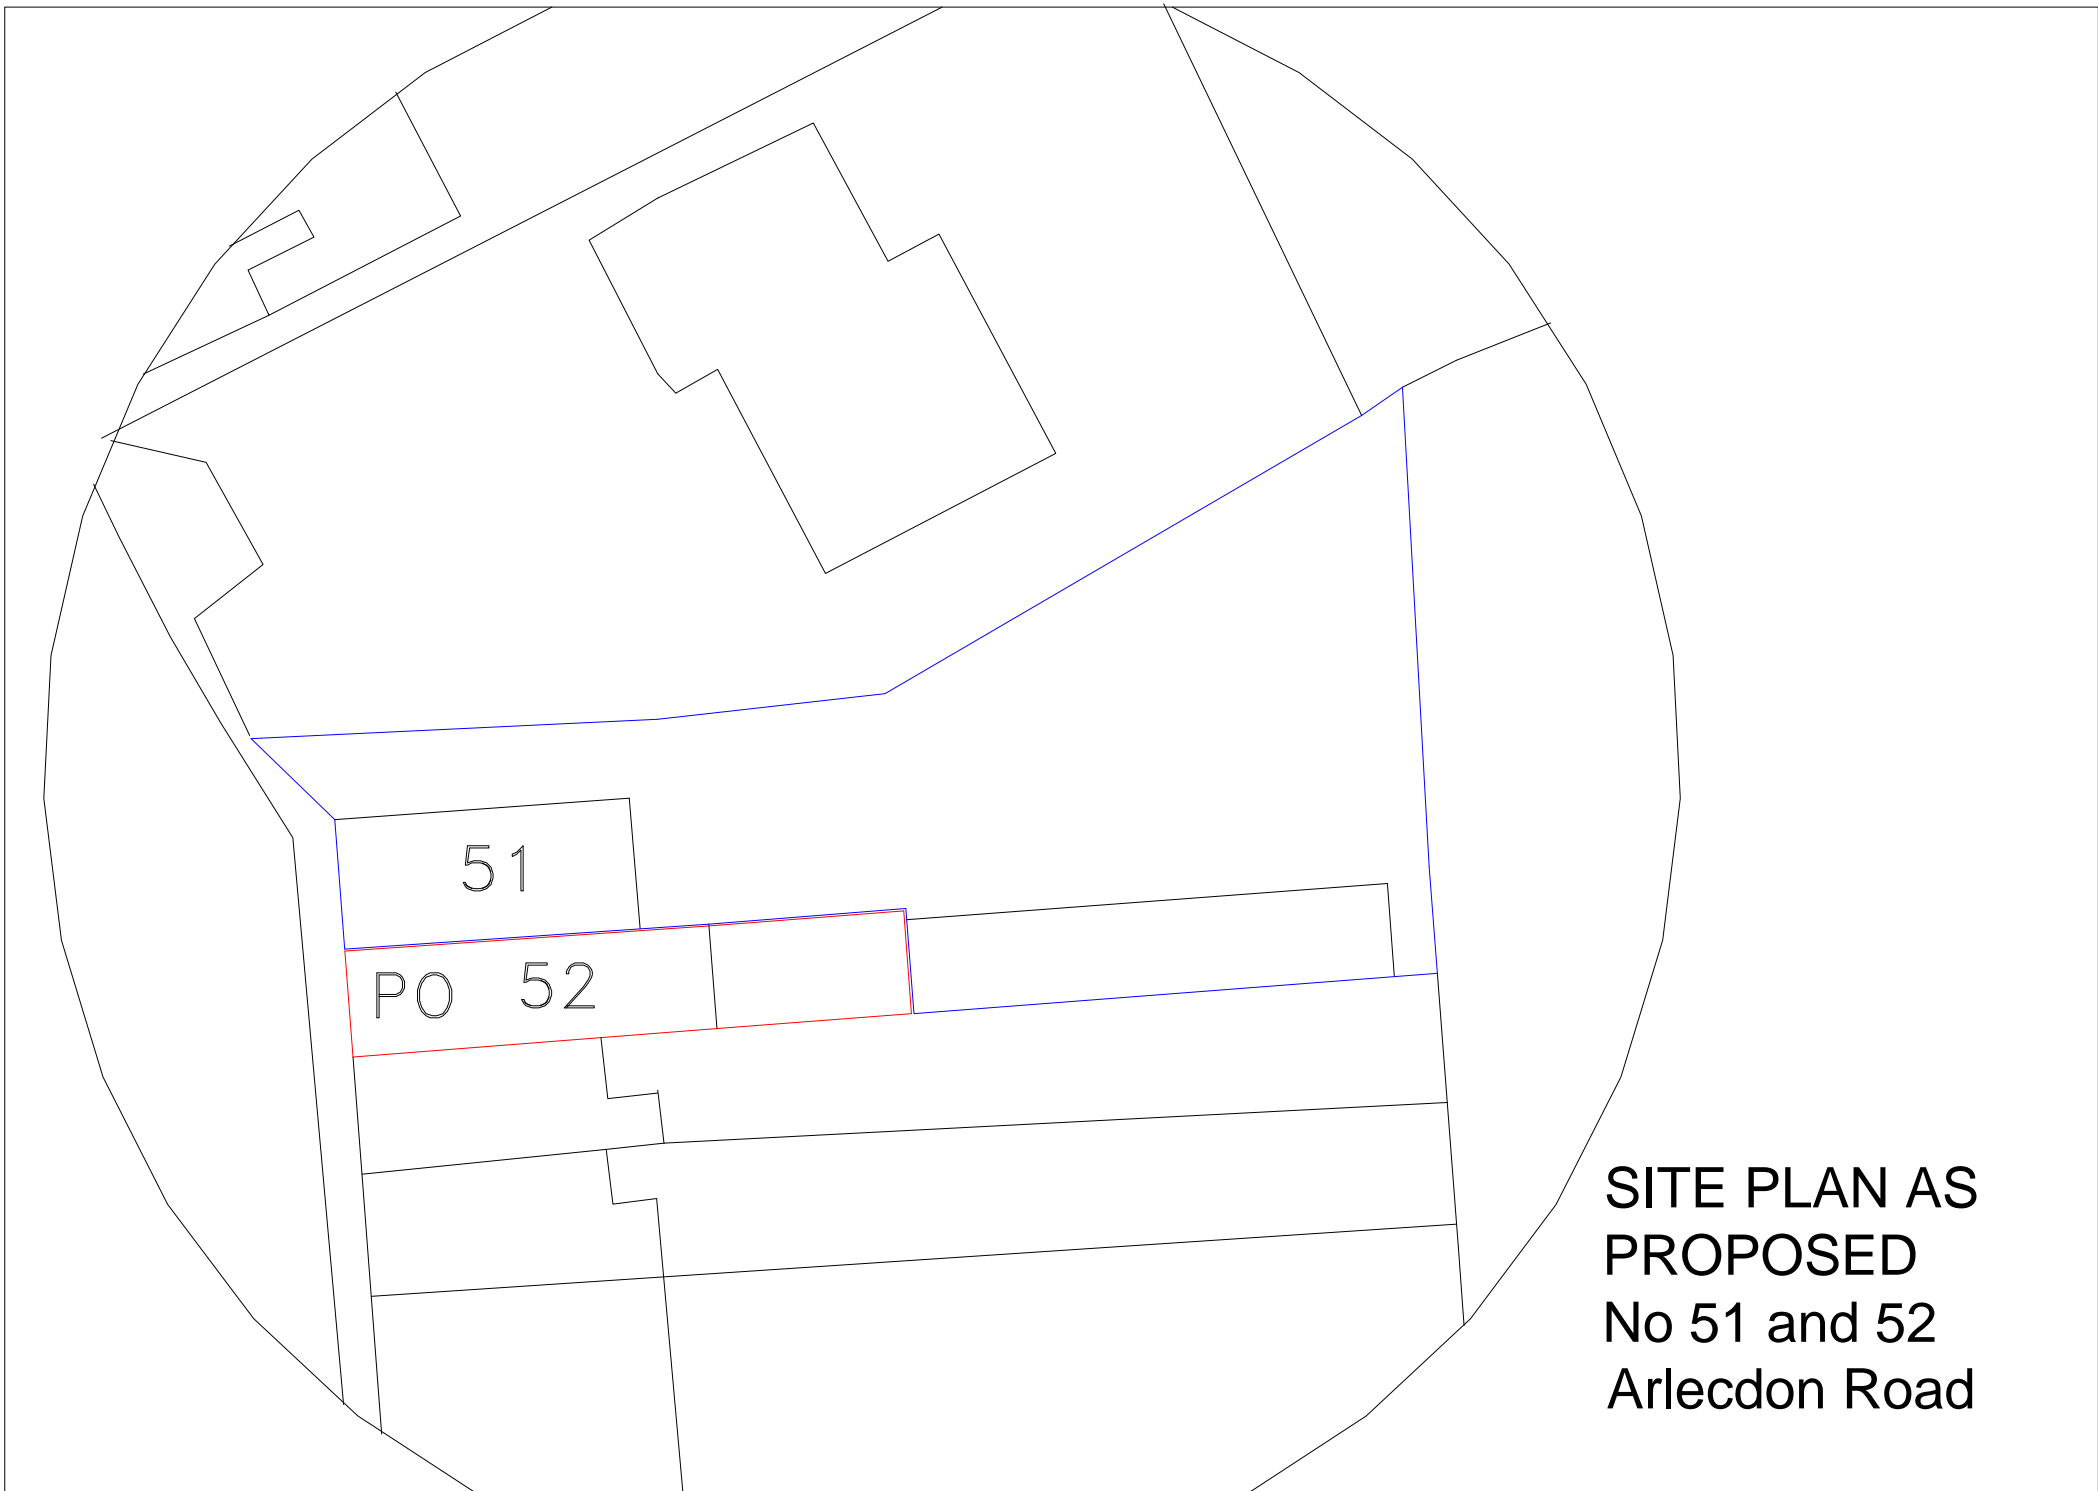 51
PO 52
SITE PLAN AS
PROPOSED
No 51 and 52
Arlecdon Road